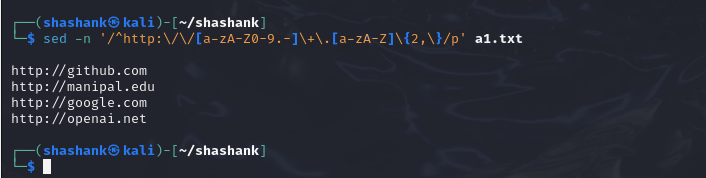 ┌──(shashank㉿kali)-[~/shashank]
└─$ sed -n '/^http:\/\/[a-zA-Z0-9.-]\+\.[a-zA-Z]\{2,\}/p' a1.txt
http://github.com
http://manipal.edu
http://google.com
http://openai.net
┌──(shashank㉿kali)-[~/shashank]
└─$